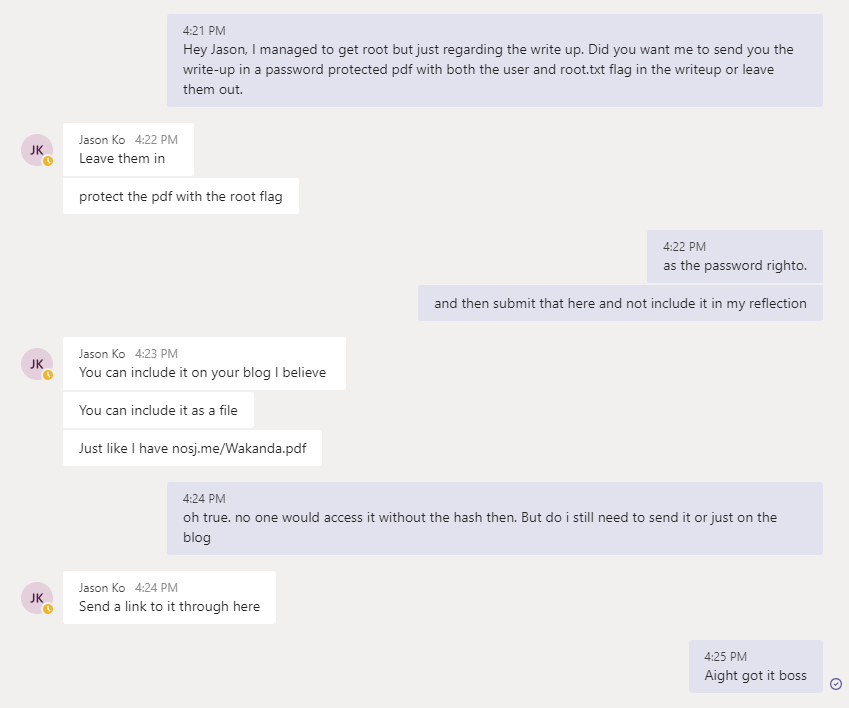 4:21 PM
Hey Jason, I managed to get root but just regarding the write up. Did you want me to send you the
write-up in a password protected pdf with both the user and root.txt flag in the writeup or leave
them out.
JK
Jason Ko 4:22 PM
Leave them in
protect the pdf with the root flag
4:22 PM
as the password righto.
and then submit that here and not include it in my reflection
JK
Jason Ko 4:23 PM
You can include it on your blog I believe
You can include it as a file
Just like I have nosj.me/Wakanda.pdf
4:24 PM
oh true. no one would access it without the hash then. But do i still need to send it or just on the
blog
JK
Jason Ko 4:24 PM
Send a link to it through here
4:25 PM
Aight got it boss